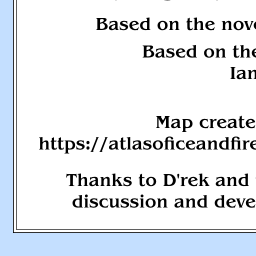 Based on the nove
Based on the
Ian
Map create
https://atlasoficeandfire
Thanks to D'rek and
discussion and deve